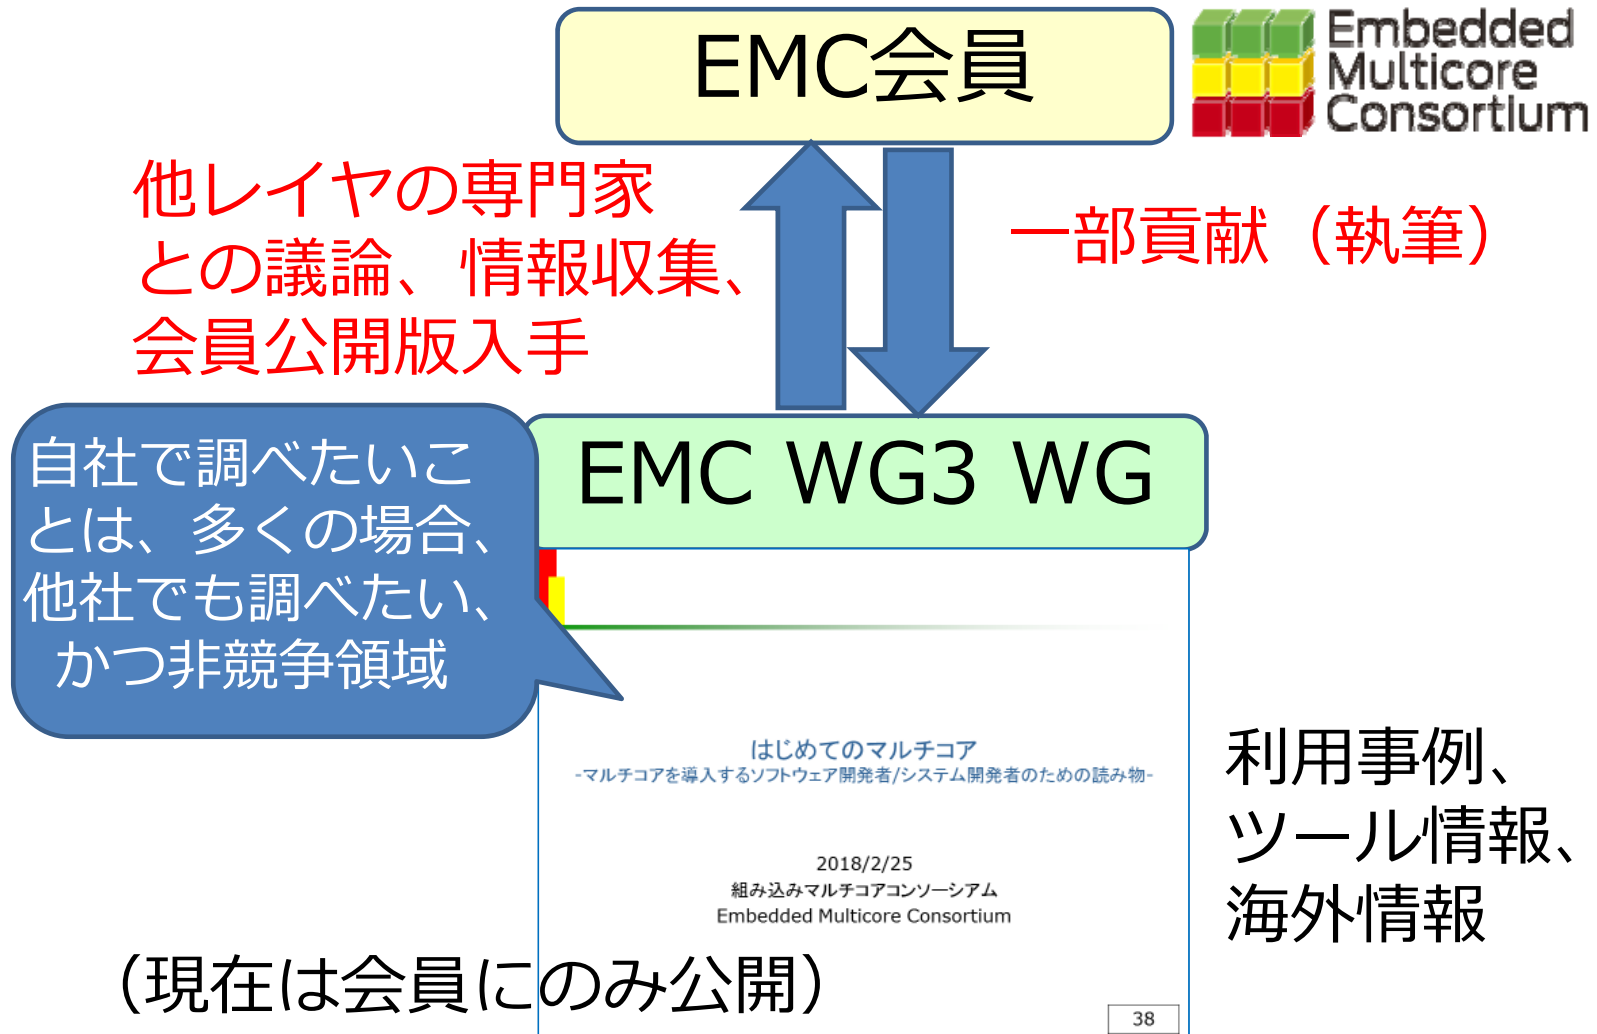 EMC会員
Embedded
Multicore
Consortium
他レイヤの専門家
との議論、情報収集、
会員公開版入手
一部貢献（執筆）
自社で調べたいこ
とは、多くの場合、
他社でも調べたい、
かつ非競争領域
EMC WG3 WG
はじめてのマルチコア
-マルチコアを導入するソフトウェア開発者/システム開発者のための読み物-
2018/2/25
組み込みマルチコアコンソーシアム
Embedded Multicore Consortium
利用事例、
ツール情報、
海外情報
（現在は会員にのみ公開）
38